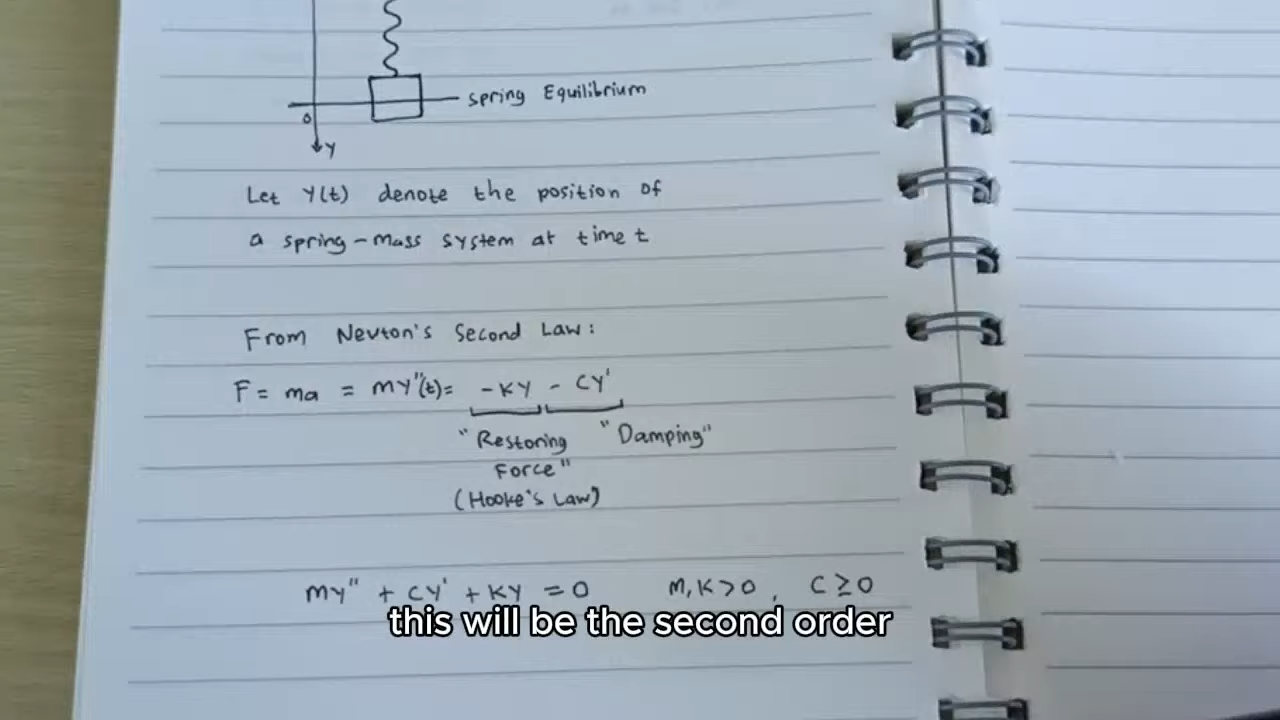 spring Equilibrium
0
Y
Let Y(t) denote the position of
a spring-mass system at time t
From Newton's Second Law:
F = ma = MY"(t) = -KY - CY'
"Restoring "Damping"
Force"
(Hooke's Law)
MY" + CY' + KY = 0 M,K>0, C≥0
this will be the second order